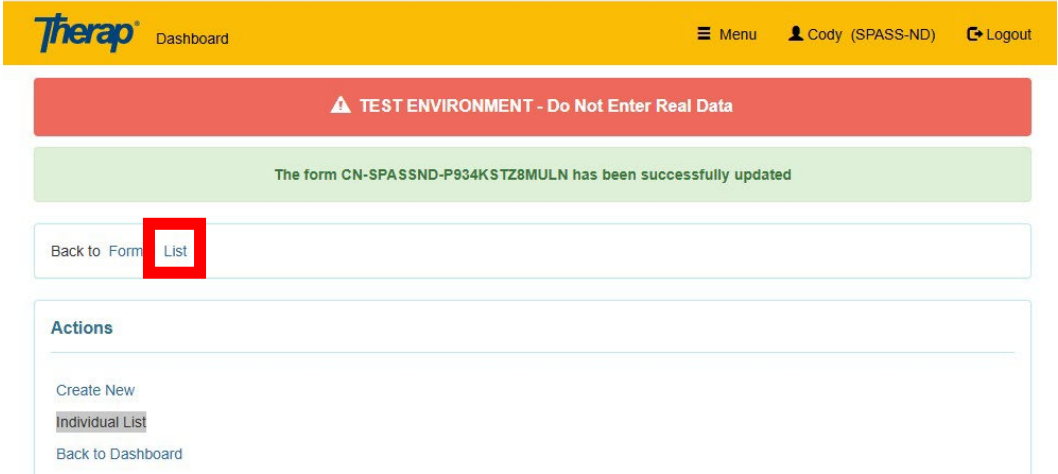 Therap® Dashboard Menu Cody (SPASS-ND) Logout
TEST ENVIRONMENT - Do Not Enter Real Data
The form CN-SPASSND-P934KSTZ8MULN has been successfully updated
Back to Form List
Actions
Create New
Individual List
Back to Dashboard